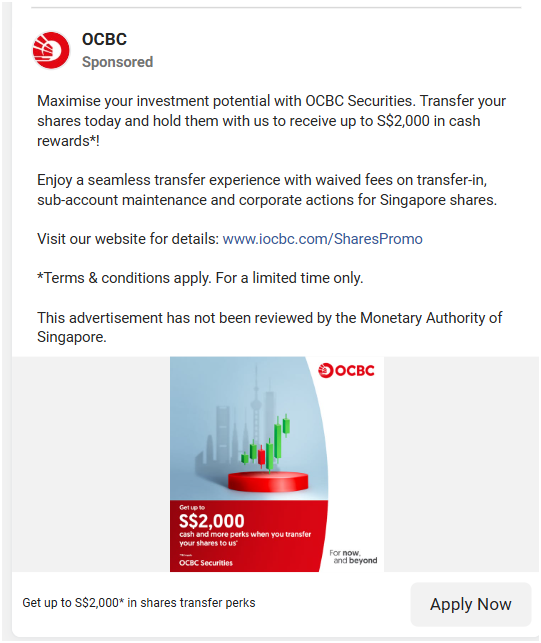 OCBC
Sponsored
Maximise your investment potential with OCBC Securities. Transfer your
shares today and hold them with us to receive up to S$2,000 in cash
rewards*!
Enjoy a seamless transfer experience with waived fees on transfer-in,
sub-account maintenance and corporate actions for Singapore shares.
Visit our website for details: www.iocbc.com/SharesPromo
*Terms & conditions apply. For a limited time only.
This advertisement has not been reviewed by the Monetary Authority of
Singapore.
OCBC
Get up to
S$2,000
cash and more perks when you transfer
your shares to us*
OCBC Securities
For now,
and beyond
Get up to S$2,000* in shares transfer perks
Apply Now